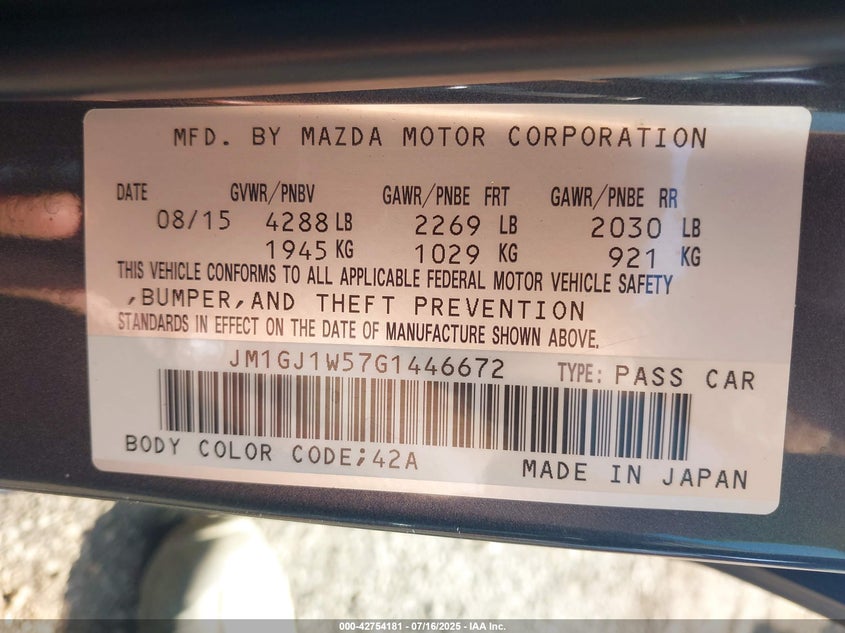 MFD. BY MAZDA MOTOR CORPORATION
DATE GVWR/PNBV GAWR/PNBE FRT GAWR/PNBE RR
08/15 4288 LB 2269 LB 2030 LB
1945 KG 1029 KG 921 KG
THIS VEHICLE CONFORMS TO ALL APPLICABLE FEDERAL MOTOR VEHICLE SAFETY
,BUMPER,AND THEFT PREVENTION
STANDARDS IN EFFECT ON THE DATE OF MANUFACTURE SHOWN ABOVE.
JM1GJ1W57G1446672 TYPE: PASS CAR
BODY COLOR CODE;42A
MADE IN JAPAN
000-42754181 - 07/16/2025 - IAA Inc.